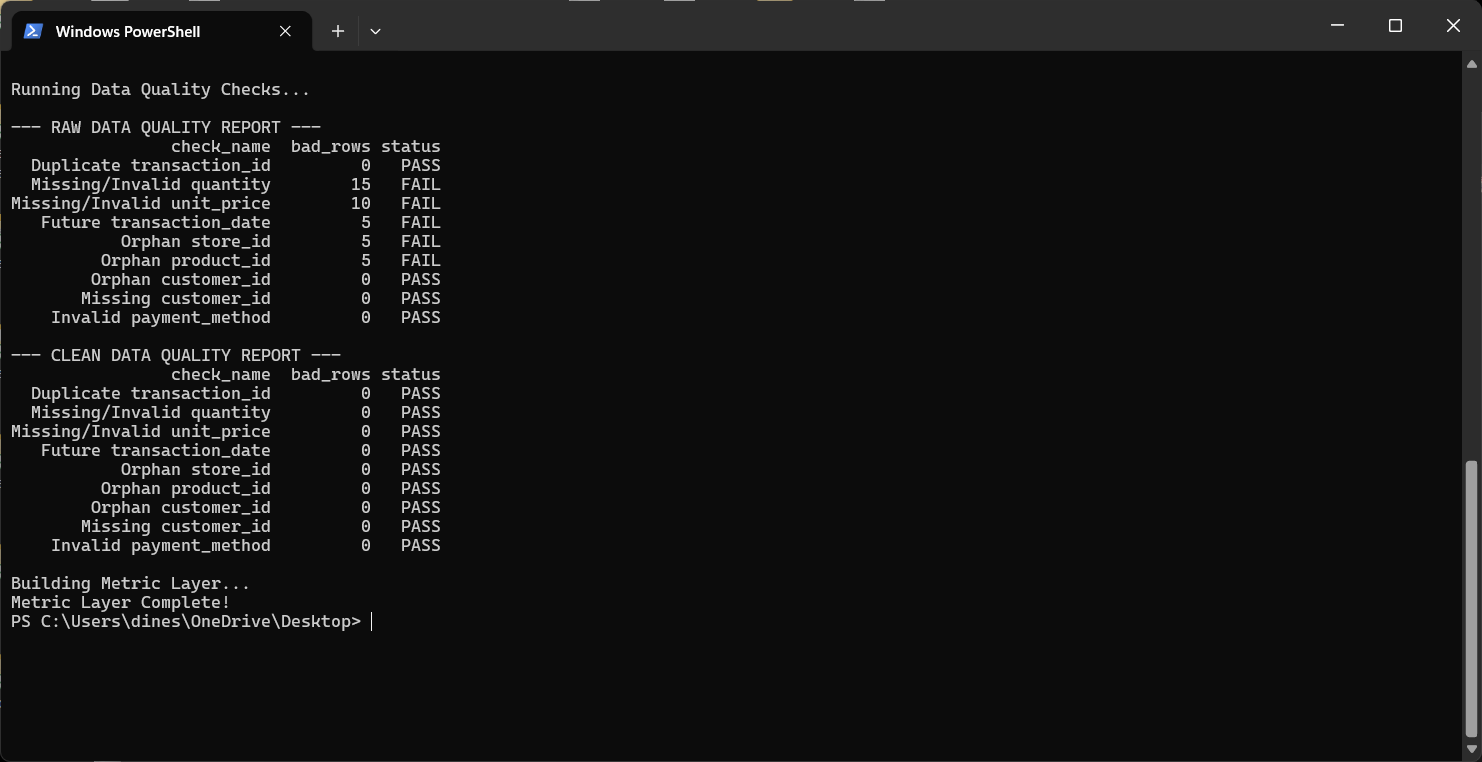 Windows PowerShell
Running Data Quality Checks...
--- RAW DATA QUALITY REPORT ---
check_name bad_rows status
Duplicate transaction_id 0 PASS
Missing/Invalid quantity 15 FAIL
Missing/Invalid unit_price 10 FAIL
Future transaction_date 5 FAIL
Orphan store_id 5 FAIL
Orphan product_id 5 FAIL
Orphan customer_id 0 PASS
Missing customer_id 0 PASS
Invalid payment_method 0 PASS
--- CLEAN DATA QUALITY REPORT ---
check_name bad_rows status
Duplicate transaction_id 0 PASS
Missing/Invalid quantity 0 PASS
Missing/Invalid unit_price 0 PASS
Future transaction_date 0 PASS
Orphan store_id 0 PASS
Orphan product_id 0 PASS
Orphan customer_id 0 PASS
Missing customer_id 0 PASS
Invalid payment_method 0 PASS
Building Metric Layer...
Metric Layer Complete!
PS C:\Users\dines\OneDrive\Desktop>